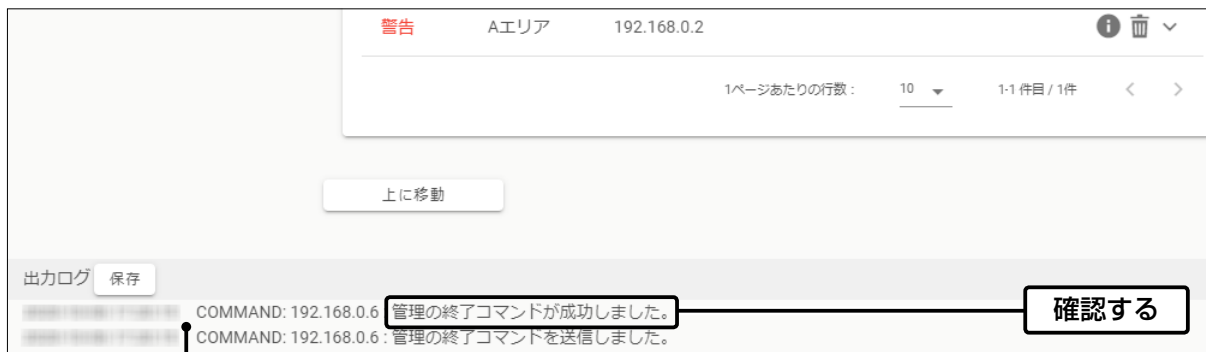 警告 Aエリア 192.168.0.2
1ページあたりの行数: 10 1-1 件目 / 1件
上に移動
出力ログ 保存
COMMAND: 192.168.0.6 : 管理の終了コマンドが成功しました。 確認する
COMMAND: 192.168.0.6 : 管理の終了コマンドを送信しました。